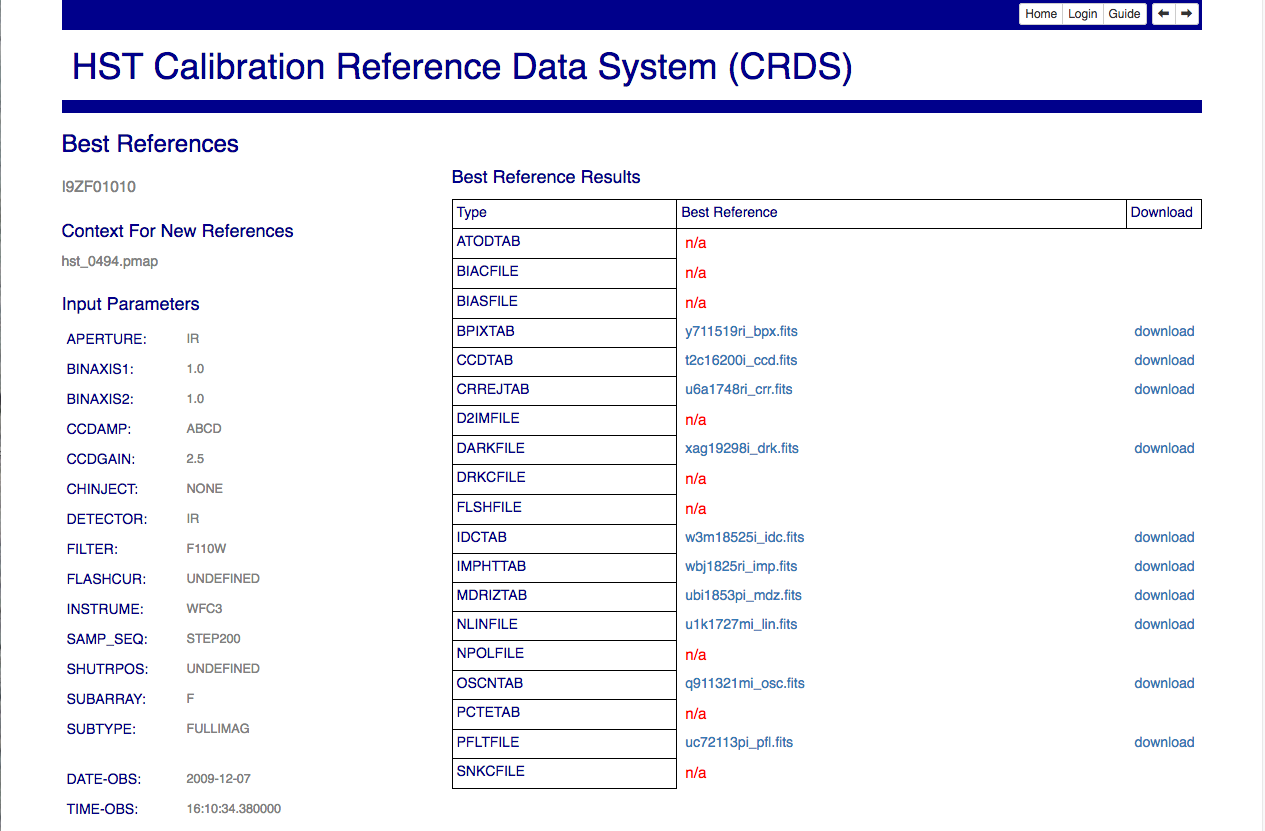 Home Login Guide
HST Calibration Reference Data System (CRDS)
Best References
I9ZF01010
Context For New References
hst_0494.pmap
Input Parameters
APERTURE: IR
BINAXIS1: 1.0
BINAXIS2: 1.0
CCDAMP: ABCD
CCDGAIN: 2.5
CHINJECT: NONE
DETECTOR: IR
FILTER: F110W
FLASHCUR: UNDEFINED
INSTRUME: WFC3
SAMP_SEQ: STEP200
SHUTRPOS: UNDEFINED
SUBARRAY: F
SUBTYPE: FULLIMAG
DATE-OBS: 2009-12-07
TIME-OBS: 16:10:34.380000
Best Reference Results
Type Best Reference Download
ATODTAB n/a
BIACFILE n/a
BIASFILE n/a
BPIXTAB y711519ri_bpx.fits download
CCDTAB t2c16200i_ccd.fits download
CRREJTAB u6a1748ri_crr.fits download
D2IMFILE n/a
DARKFILE xag19298i_drk.fits download
DRKCFILE n/a
FLSHFILE n/a
IDCTAB w3m18525i_idc.fits download
IMPHTTAB wbj1825ri_imp.fits download
MDRIZTAB ubi1853pi_mdz.fits download
NLINFILE u1k1727mi_lin.fits download
NPOLFILE n/a
OSCNTAB q911321mi_osc.fits download
PCTETAB n/a
PFLTFILE uc72113pi_pfl.fits download
SNKCFILE n/a